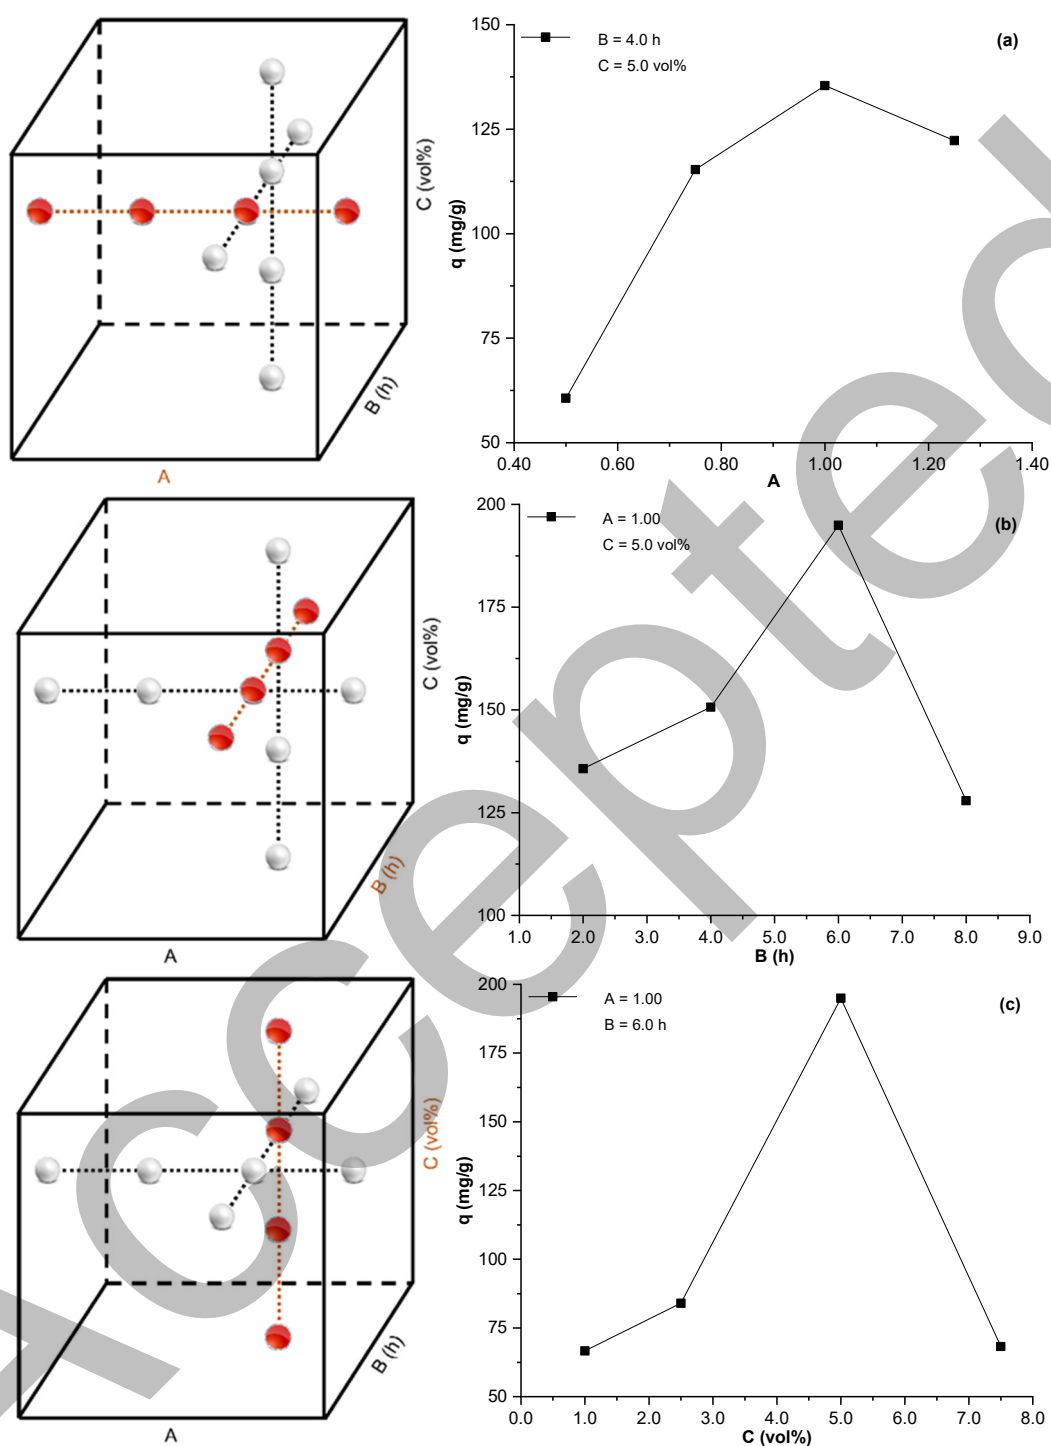 C (vol%)
B (h)
A
150
125
100
75
50
q (mg/g)
B = 4.0 h
C = 5.0 vol%
(a)
0.40 0.60 0.80 1.00 1.20 1.40
A
C (vol%)
B (h)
A
200
175
150
125
100
q (mg/g)
A = 1.00
C = 5.0 vol%
(b)
1.0 2.0 3.0 4.0 5.0 6.0 7.0 8.0 9.0
B (h)
C (vol%)
B (h)
A
200
175
150
125
100
75
50
q (mg/g)
A = 1.00
B = 6.0 h
(c)
0.0 1.0 2.0 3.0 4.0 5.0 6.0 7.0 8.0
C (vol%)
Accepted